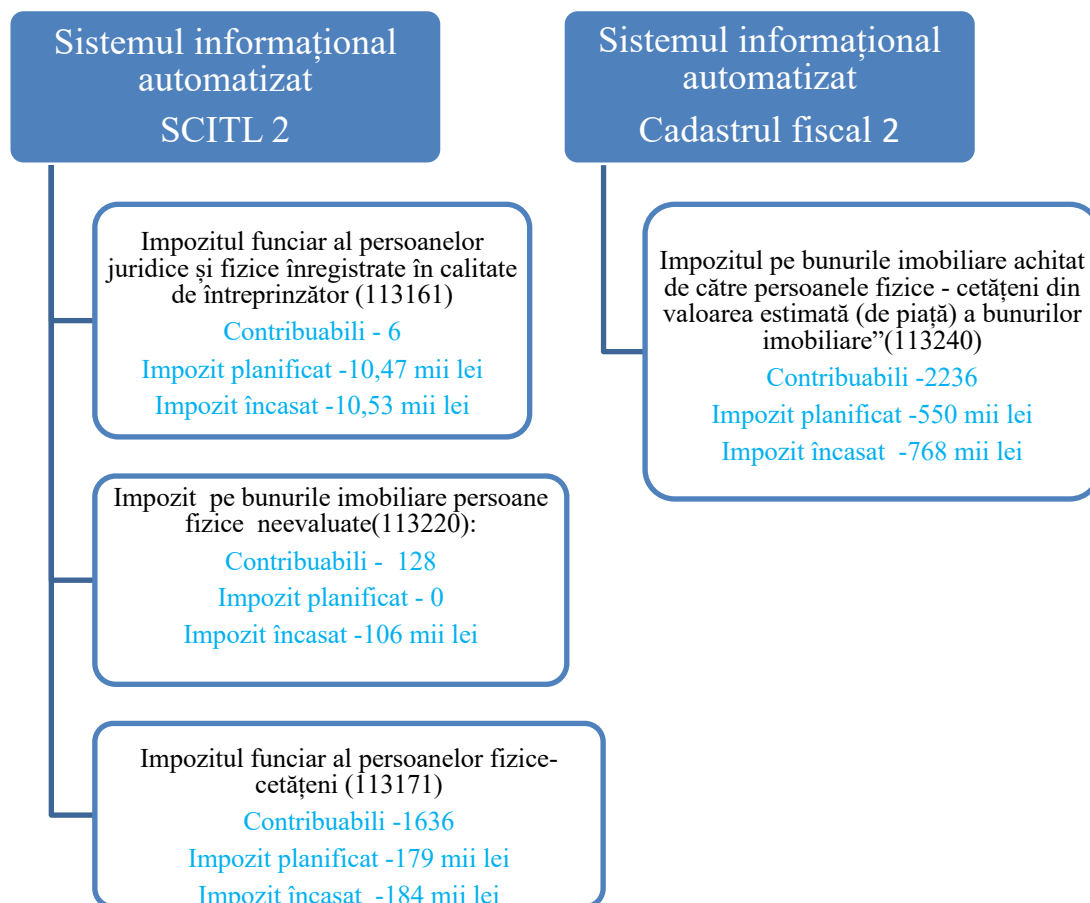 Sistemul informațional
automatizat
SCITL 2
Impozitul funciar al persoanelor
juridice și fizice înregistrate în calitate
de întreprinzător (113161)
Contribuabili - 6
Impozit planificat -10,47 mii lei
Impozit încasat -10,53 mii lei
Impozit  pe bunurile imobiliare persoane
fizice  neevaluate(113220):
Contribuabili -  128
Impozit planificat - 0
Impozit încasat -106 mii lei
Impozitul funciar al persoanelor fizice-
cetățeni (113171)
Contribuabili -1636
Impozit planificat -179 mii lei
Impozit încasat  -184 mii lei
Sistemul informațional
automatizat
Cadastrul fiscal 2
Impozitul pe bunurile imobiliare achitat
de către persoanele fizice - cetățeni din
valoarea estimată (de piață) a bunurilor
imobiliare”(113240)
Contribuabili -2236
Impozit planificat -550 mii lei
Impozit încasat  -768 mii lei